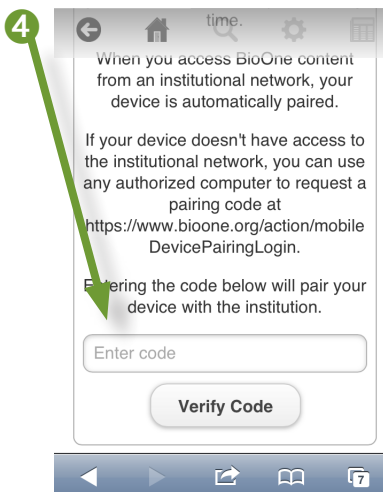 4
time.
When you access BioOne content
from an institutional network, your
device is automatically paired.
If your device doesn't have access to
the institutional network, you can use
any authorized computer to request a
pairing code at
https://www.bioone.org/action/mobile
DevicePairingLogin.
Entering the code below will pair your
device with the institution.
Enter code
Verify Code
7